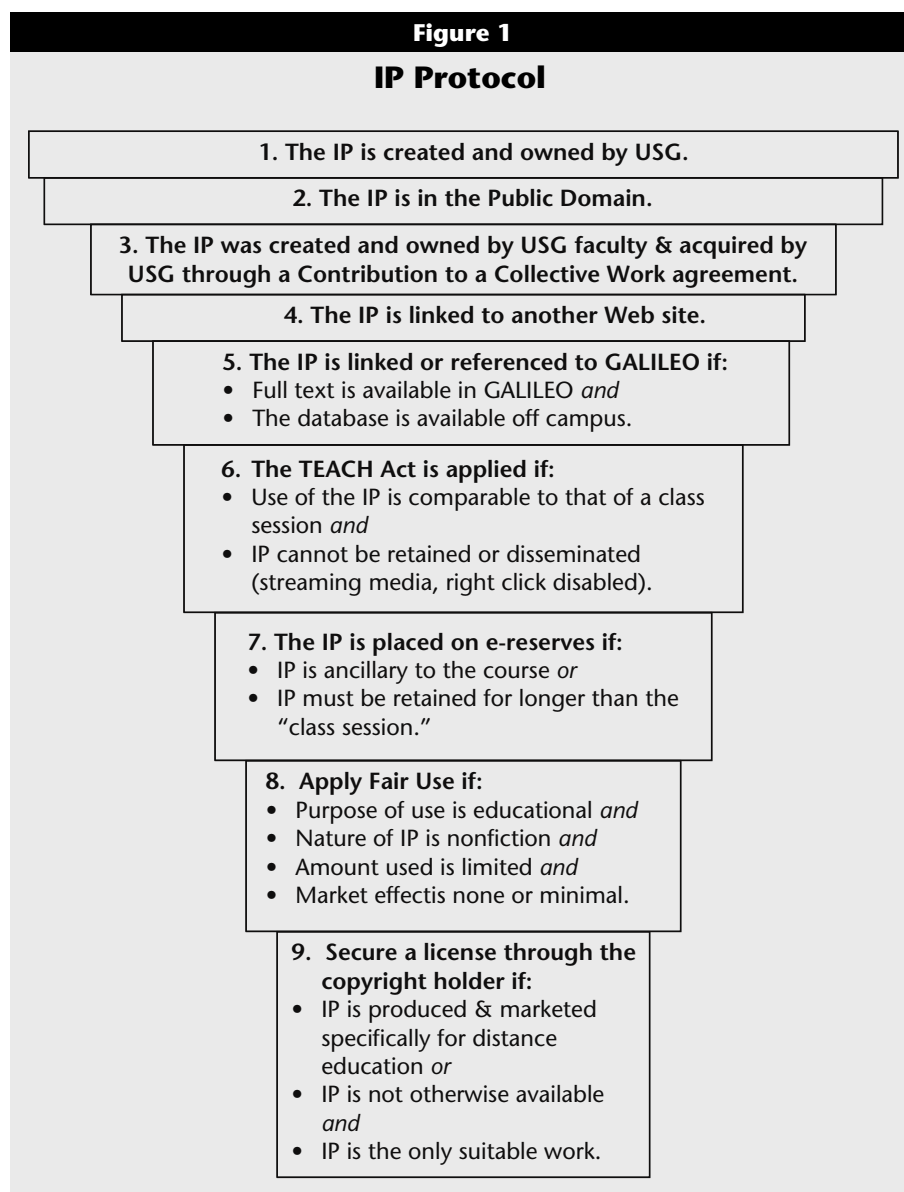 Figure 1
IP Protocol
1. The IP is created and owned by USG.
2. The IP is in the Public Domain.
3. The IP was created and owned by USG faculty & acquired by
USG through a Contribution to a Collective Work agreement.
4. The IP is linked to another Web site.
5. The IP is linked or referenced to GALILEO if:
• Full text is available in GALILEO and
• The database is available off campus.
6. The TEACH Act is applied if:
• Use of the IP is comparable to that of a class
session and
• IP cannot be retained or disseminated
(streaming media, right click disabled).
7. The IP is placed on e-reserves if:
• IP is ancillary to the course or
• IP must be retained for longer than the
“class session.”
8. Apply Fair Use if:
• Purpose of use is educational and
• Nature of IP is nonfiction and
• Amount used is limited and
• Market effectis none or minimal.
9. Secure a license through the
copyright holder if:
• IP is produced & marketed
specifically for distance
education or
• IP is not otherwise available
and
• IP is the only suitable work.